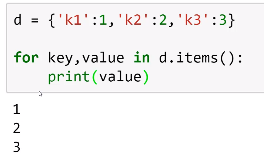 d = {'k1':1,'k2':2,'k3':3}
for key,value in d.items():
    print(value)
1
2
3